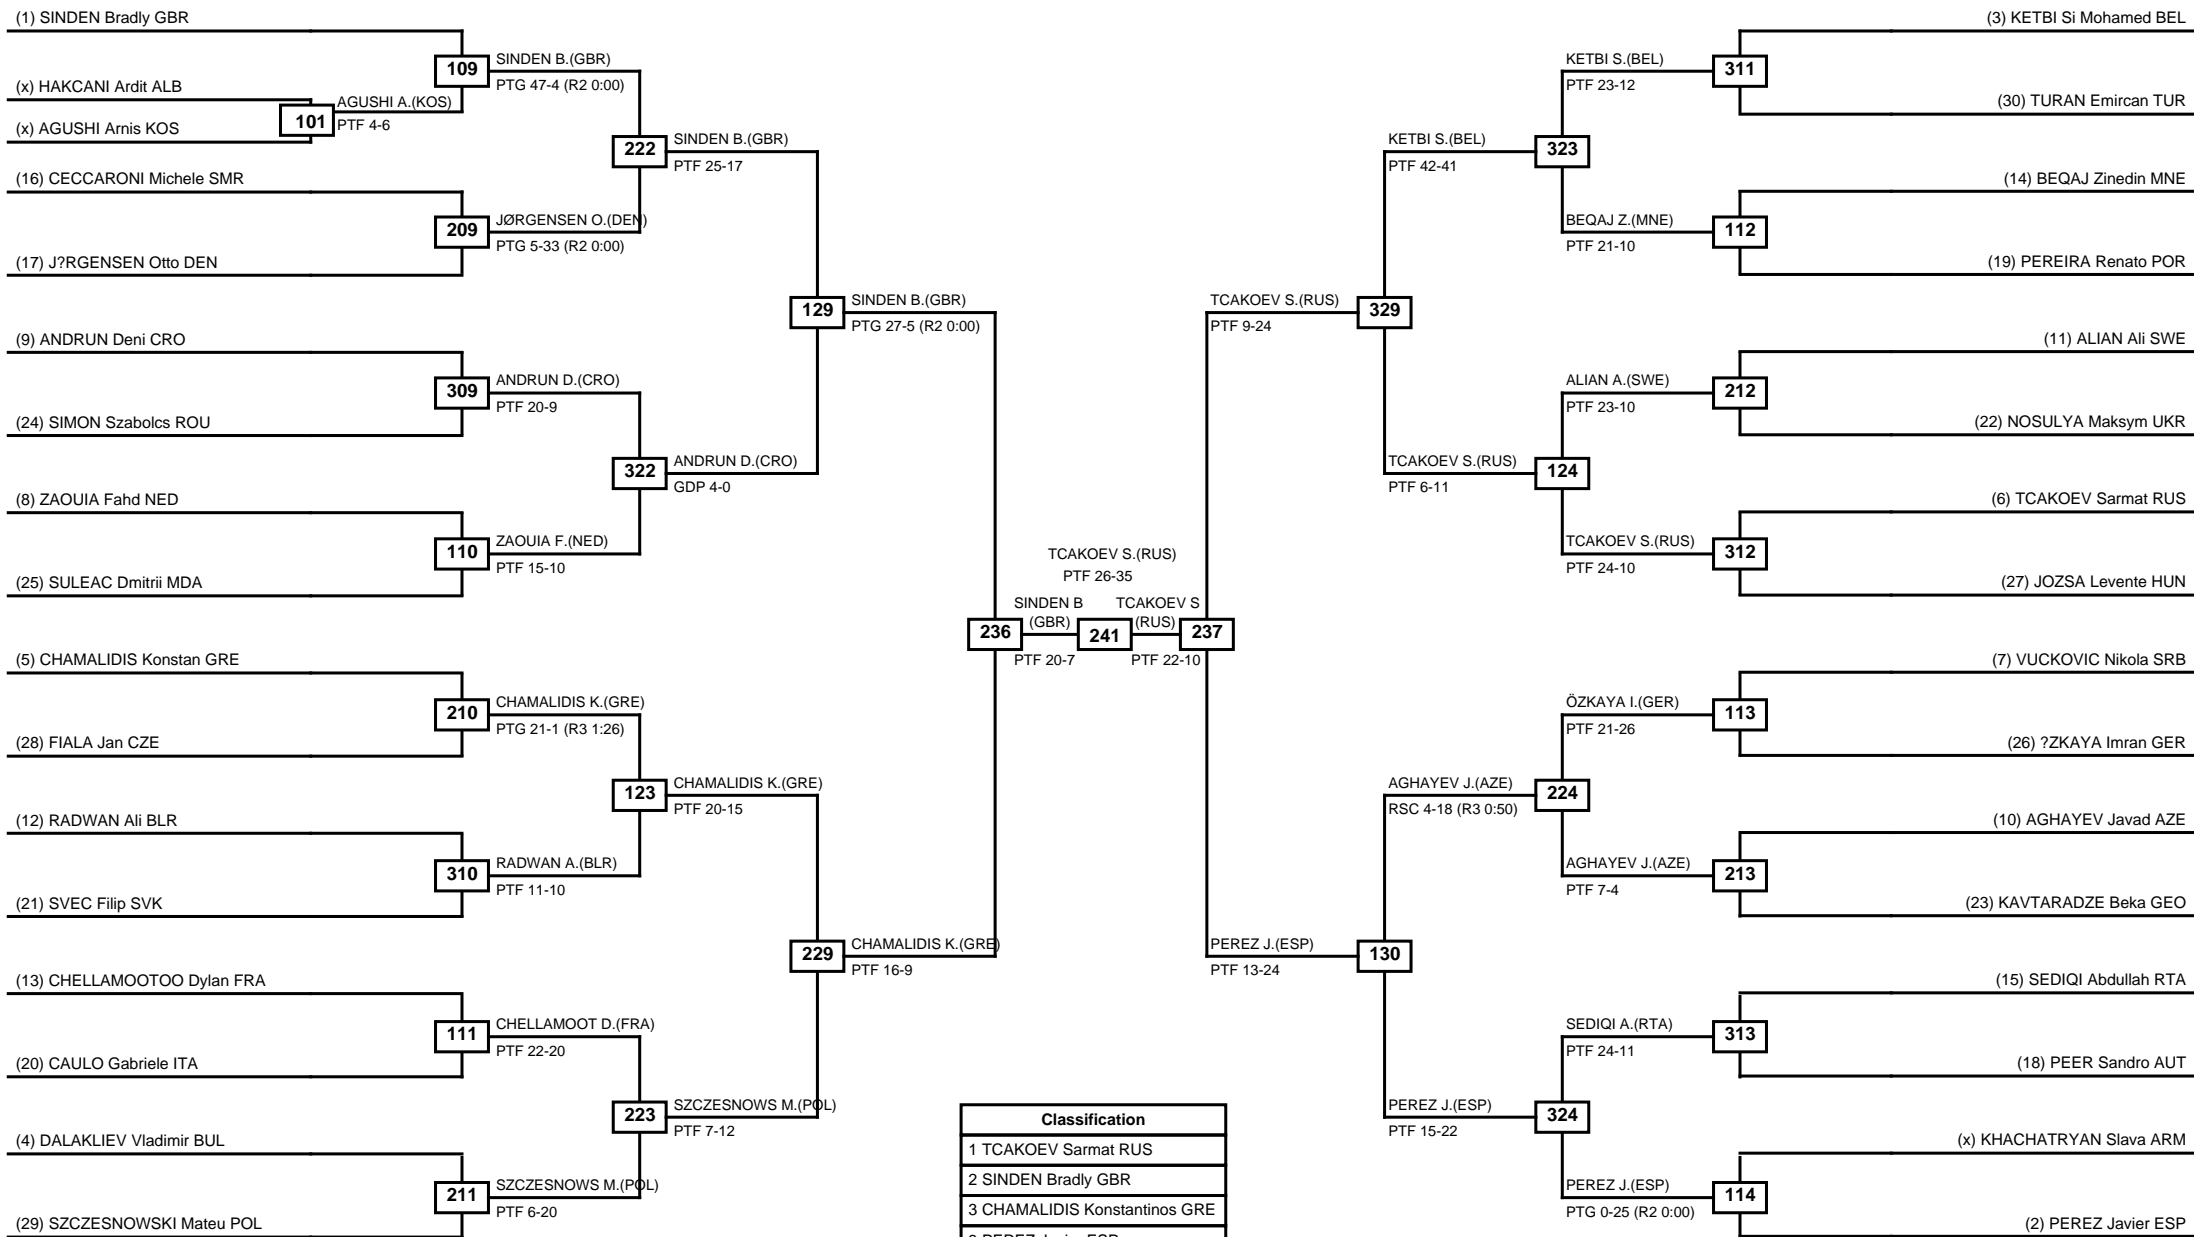 (1) SINDEN Bradly GBR
(x) HAKCANI Ardit ALB
(x) AGUSHI Arnis KOS
(16) CECCARONI Michele SMR
(17) J?RGENSEN Otto DEN
(9) ANDRUN Deni CRO
(24) SIMON Szabolcs ROU
(8) ZAOUIA Fahd NED
(25) SULEAC Dmitrii MDA
(5) CHAMALIDIS Konstan GRE
(28) FIALA Jan CZE
(12) RADWAN Ali BLR
(21) SVEC Filip SVK
(13) CHELLAMOOTOO Dylan FRA
(20) CAULO Gabriele ITA
(4) DALAKLIEV Vladimir BUL
(29) SZCZESNOWSKI Mateu POL
101
AGUSHI A.(KOS)
PTF 4-6
109
SINDEN B.(GBR)
PTG 47-4 (R2 0:00)
209
JØRGENSEN O.(DEN)
PTG 5-33 (R2 0:00)
309
ANDRUN D.(CRO)
PTF 20-9
110
ZAOUIA F.(NED)
PTF 15-10
210
CHAMALIDIS K.(GRE)
PTG 21-1 (R3 1:26)
310
RADWAN A.(BLR)
PTF 11-10
111
CHELLAMOOT D.(FRA)
PTF 22-20
211
SZCZESNOWS M.(POL)
PTF 6-20
222
SINDEN B.(GBR)
PTF 25-17
322
ANDRUN D.(CRO)
GDP 4-0
123
CHAMALIDIS K.(GRE)
PTF 20-15
223
SZCZESNOWS M.(POL)
PTF 7-12
129
SINDEN B.(GBR)
PTG 27-5 (R2 0:00)
229
CHAMALIDIS K.(GRE)
PTF 16-9
236
SINDEN B
(GBR)
PTF 20-7
TCAKOEV S.(RUS)
PTF 26-35
241
TCAKOEV S
(RUS)
PTF 22-10
237
TCAKOEV S.(RUS)
PTF 9-24
329
PEREZ J.(ESP)
PTF 13-24
130
KETBI S.(BEL)
PTF 42-41
323
TCAKOEV S.(RUS)
PTF 6-11
124
AGHAYEV J.(AZE)
RSC 4-18 (R3 0:50)
224
PEREZ J.(ESP)
PTF 15-22
324
KETBI S.(BEL)
PTF 23-12
311
BEQAJ Z.(MNE)
PTF 21-10
112
ALIAN A.(SWE)
PTF 23-10
212
TCAKOEV S.(RUS)
PTF 24-10
312
ÖZKAYA I.(GER)
PTF 21-26
113
AGHAYEV J.(AZE)
PTF 7-4
213
SEDIQI A.(RTA)
PTF 24-11
313
PEREZ J.(ESP)
PTG 0-25 (R2 0:00)
114
(3) KETBI Si Mohamed BEL
(30) TURAN Emircan TUR
(14) BEQAJ Zinedin MNE
(19) PEREIRA Renato POR
(11) ALIAN Ali SWE
(22) NOSULYA Maksym UKR
(6) TCAKOEV Sarmat RUS
(27) JOZSA Levente HUN
(7) VUCKOVIC Nikola SRB
(26) ?ZKAYA Imran GER
(10) AGHAYEV Javad AZE
(23) KAVTARADZE Beka GEO
(15) SEDIQI Abdullah RTA
(18) PEER Sandro AUT
(x) KHACHATRYAN Slava ARM
(2) PEREZ Javier ESP
Classification
1 TCAKOEV Sarmat RUS
2 SINDEN Bradly GBR
3 CHAMALIDIS Konstantinos GRE